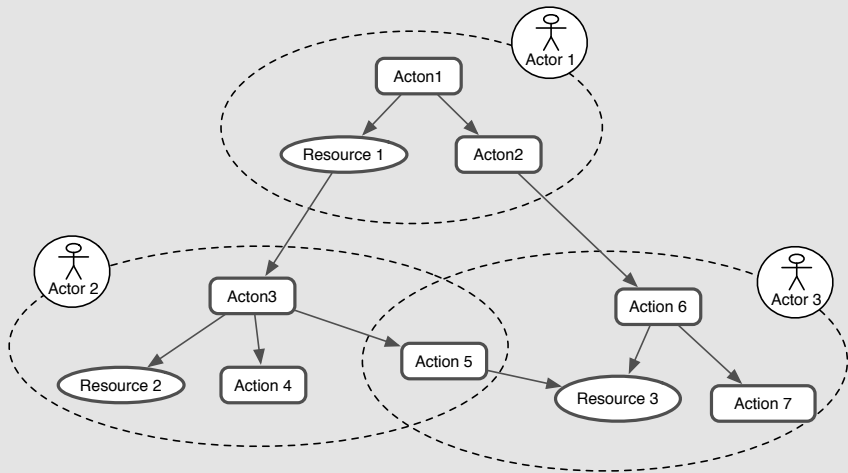 Actor 1
Acton1
Resource 1
Acton2
Actor 2
Acton3
Action 6
Actor 3
Resource 2
Action 4
Action 5
Resource 3
Action 7